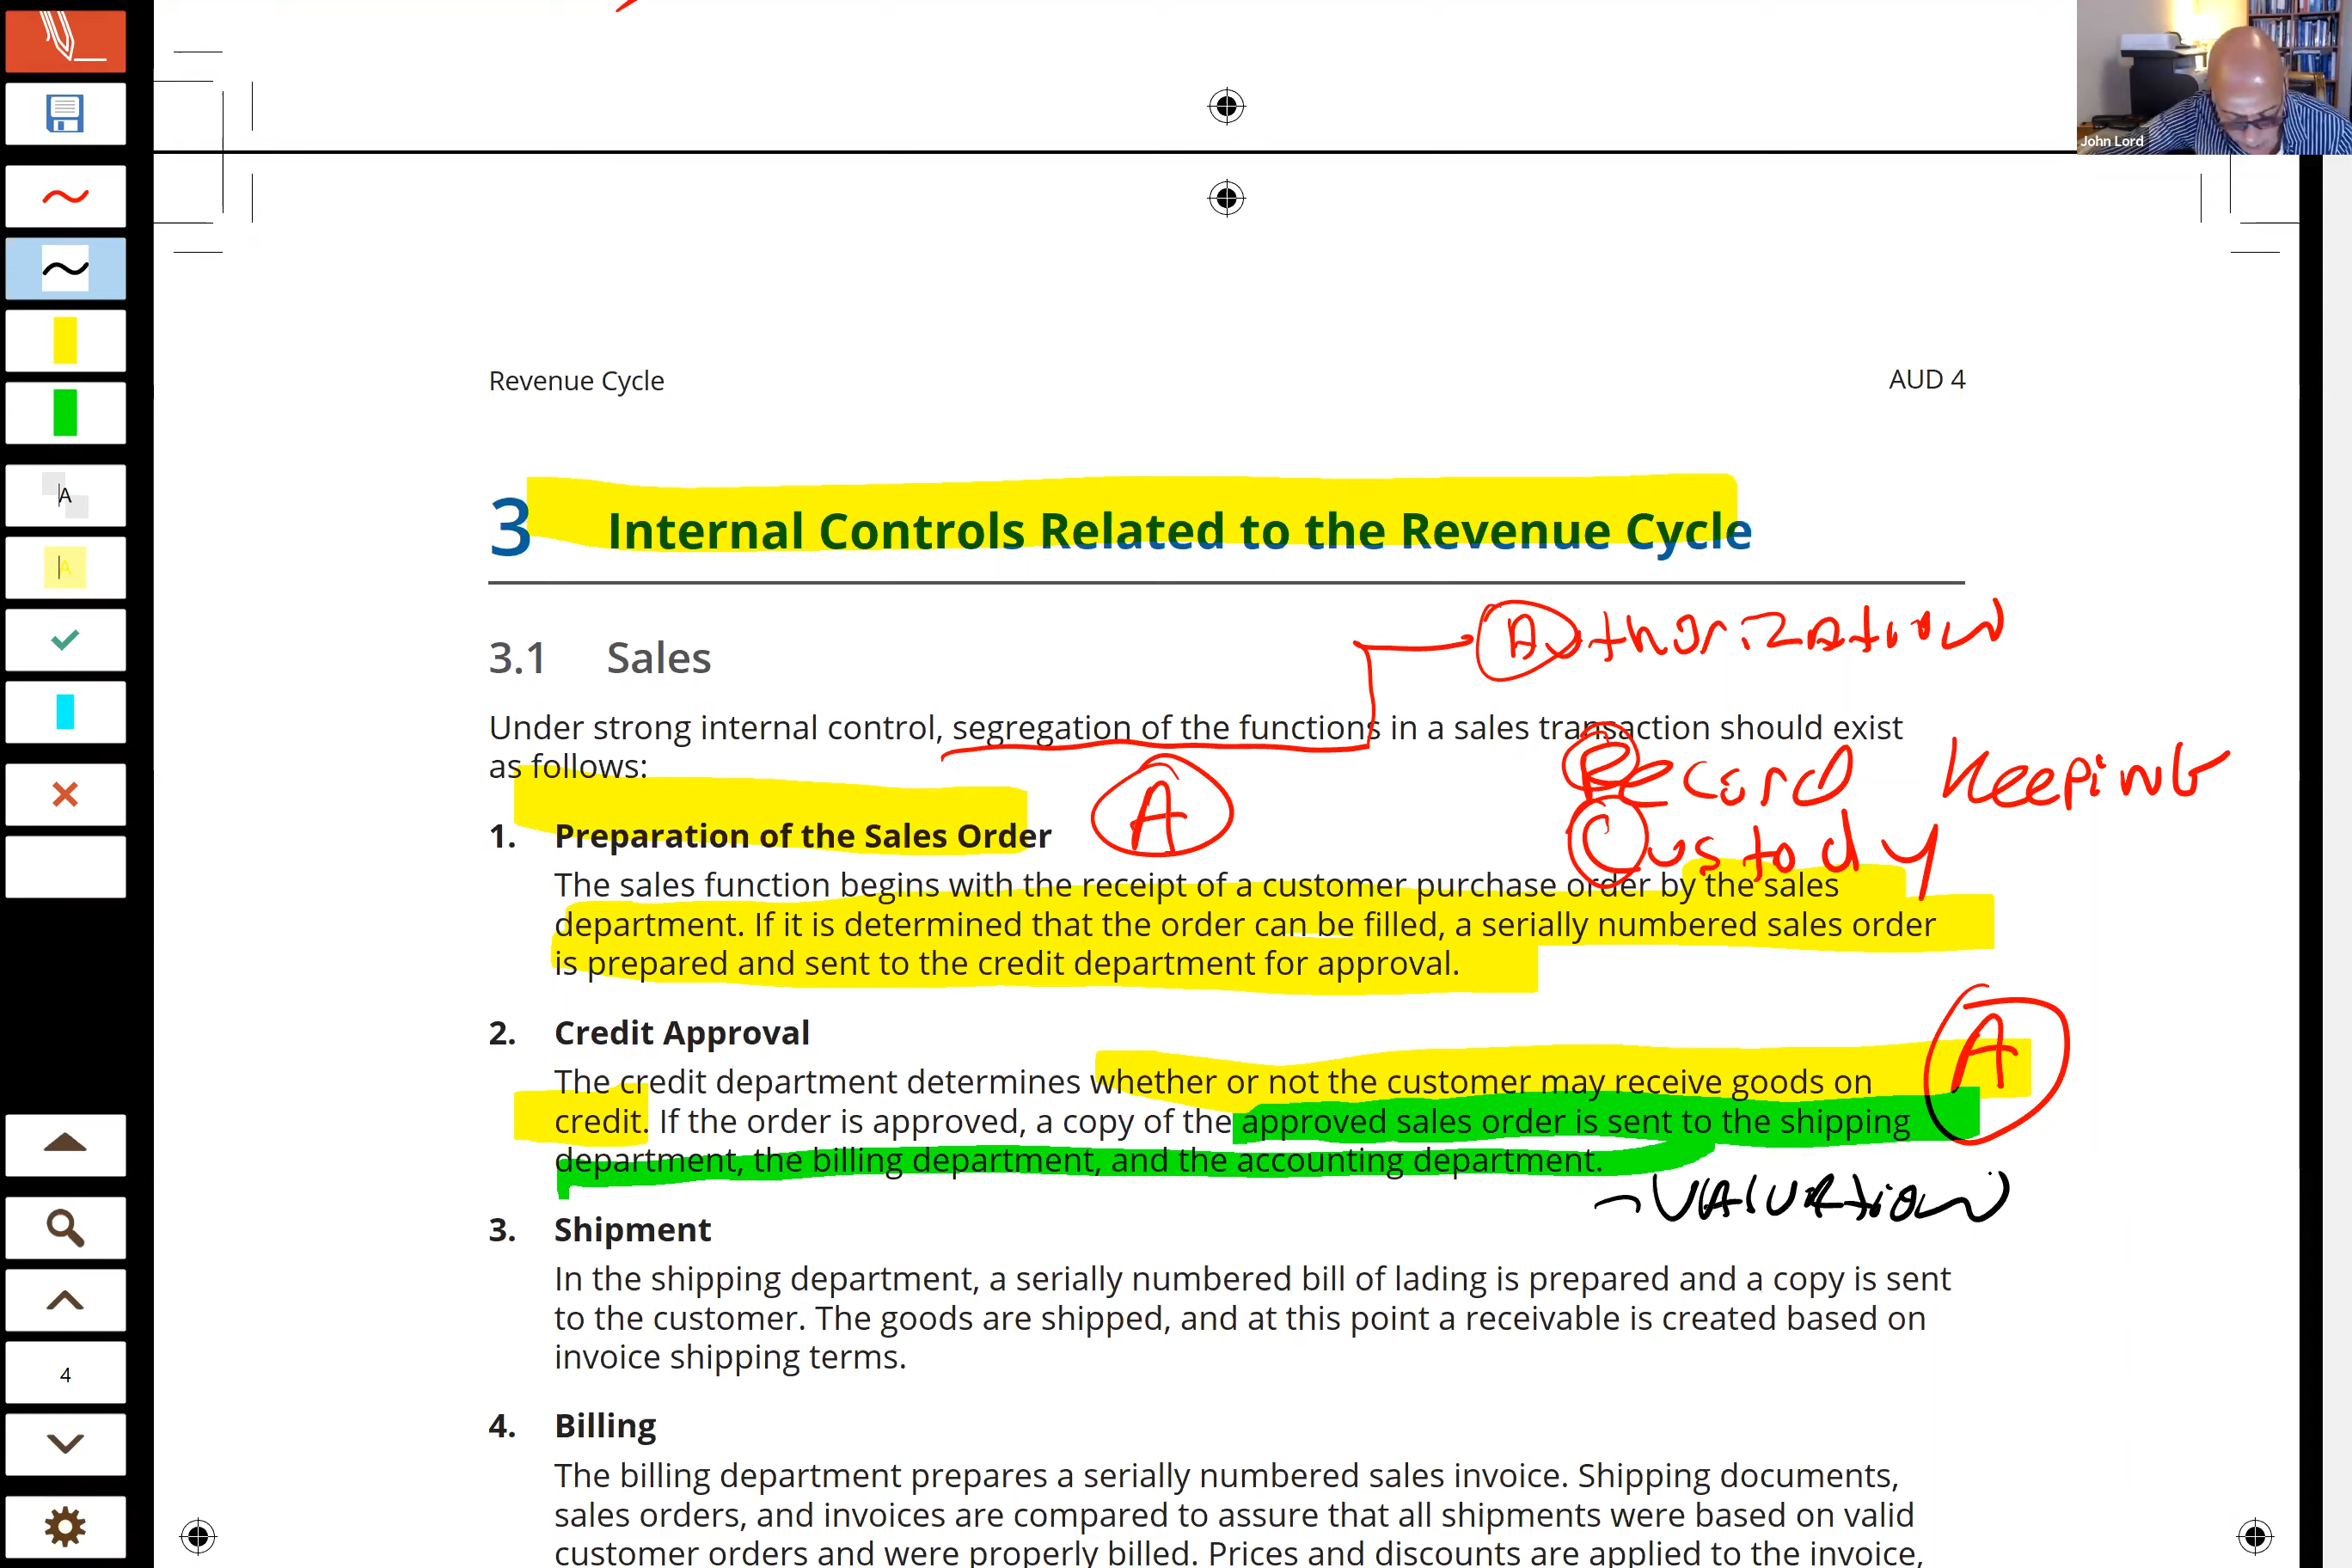 John Lord
Revenue Cycle
AUD 4
3 Internal Controls Related to the Revenue Cycle
Authorization
3.1 Sales
Under strong internal control, segregation of the functions in a sales transaction should exist
as follows:
Record Keeping
A
1. Preparation of the Sales Order
Custody
The sales function begins with the receipt of a customer purchase order by the sales
department. If it is determined that the order can be filled, a serially numbered sales order
is prepared and sent to the credit department for approval.
2. Credit Approval
A
The credit department determines whether or not the customer may receive goods on
credit. If the order is approved, a copy of the approved sales order is sent to the shipping
department, the billing department, and the accounting department.
- Valuation
3. Shipment
In the shipping department, a serially numbered bill of lading is prepared and a copy is sent
to the customer. The goods are shipped, and at this point a receivable is created based on
invoice shipping terms.
4
4. Billing
The billing department prepares a serially numbered sales invoice. Shipping documents,
sales orders, and invoices are compared to assure that all shipments were based on valid
customer orders and were properly billed. Prices and discounts are applied to the invoice,
A
A